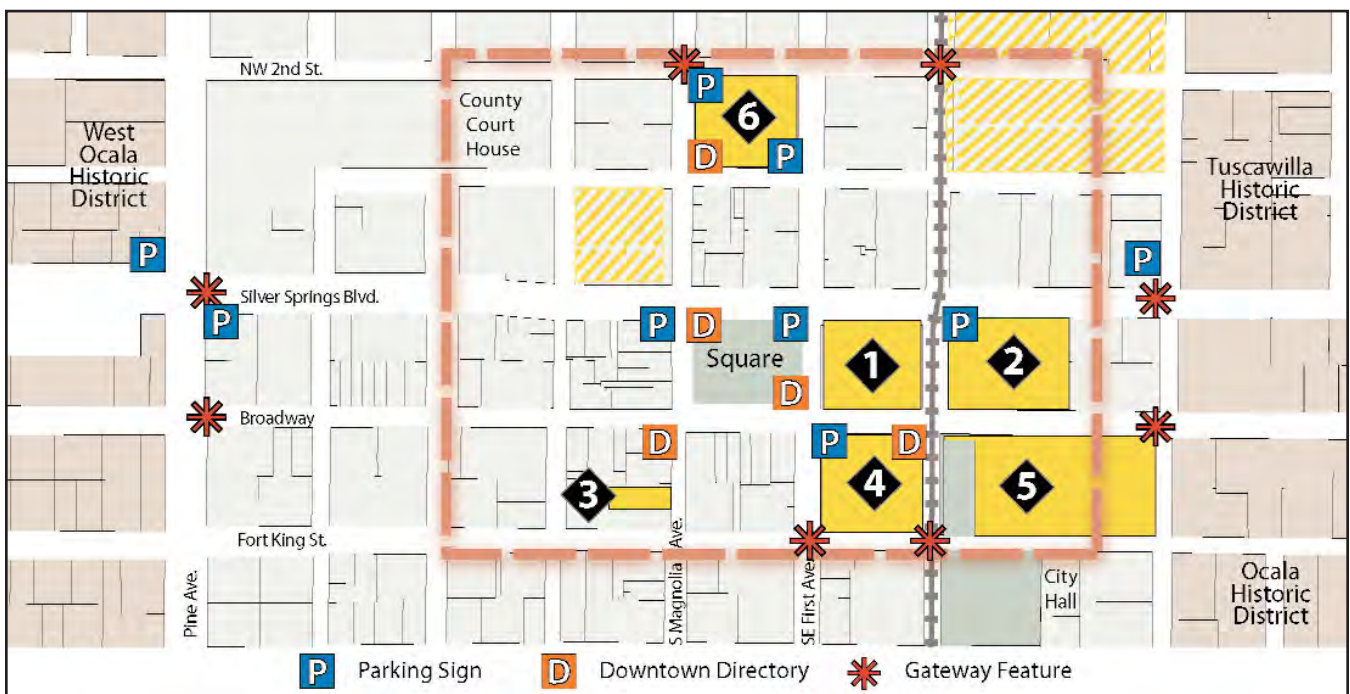 NW 2nd St.
County
Court
House
West
Ocala
Historic
District
Tuscawilla
Historic
District
P
6
D
P
P
P
Silver Springs Blvd.
P
P
D
P
P
Square
1
2
D
Broadway
D
P
D
3
4
5
Fort King St.
Pine Ave.
S Magnolia Ave.
SE First Ave.
City
Hall
Ocala
Historic
District
P Parking Sign
D Downtown Directory
Gateway Feature